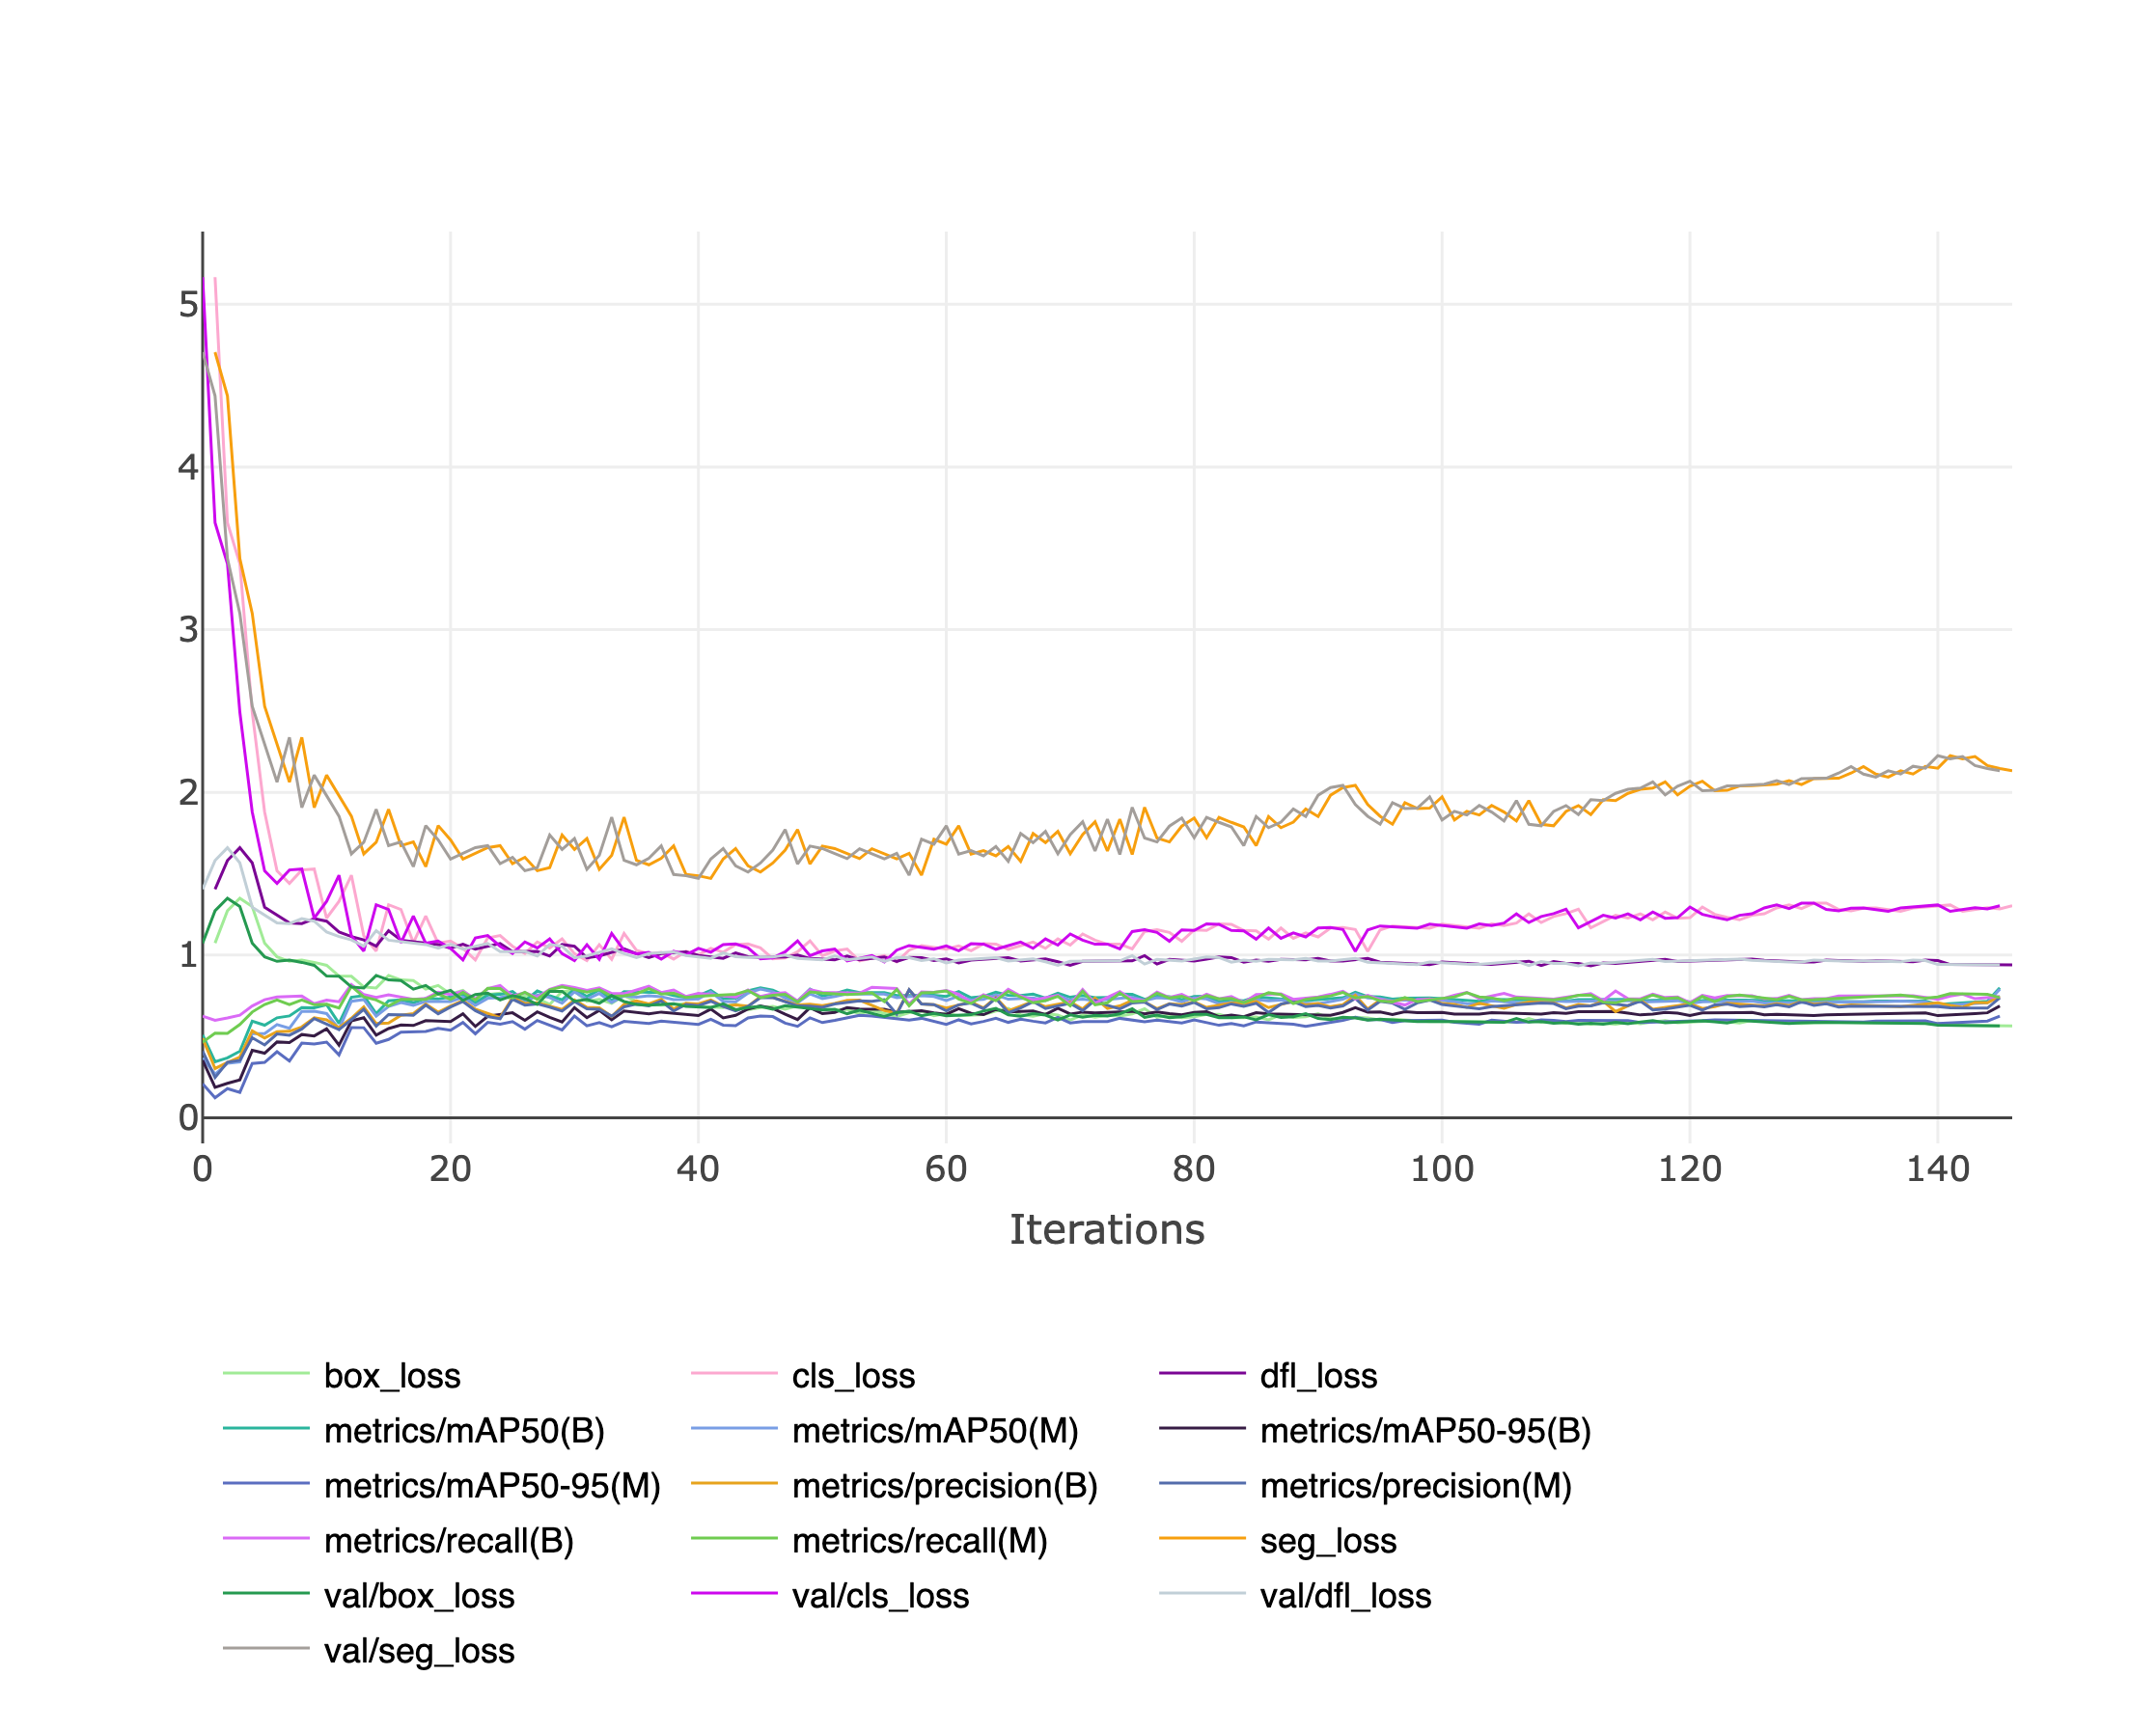 5
4
3
2
1
0
0 20 40 60 80 100 120 140
Iterations
box_loss cls_loss dfl_loss
metrics/mAP50(B) metrics/mAP50(M) metrics/mAP50-95(B)
metrics/mAP50-95(M) metrics/precision(B) metrics/precision(M)
metrics/recall(B) metrics/recall(M) seg_loss
val/box_loss val/cls_loss val/dfl_loss
val/seg_loss